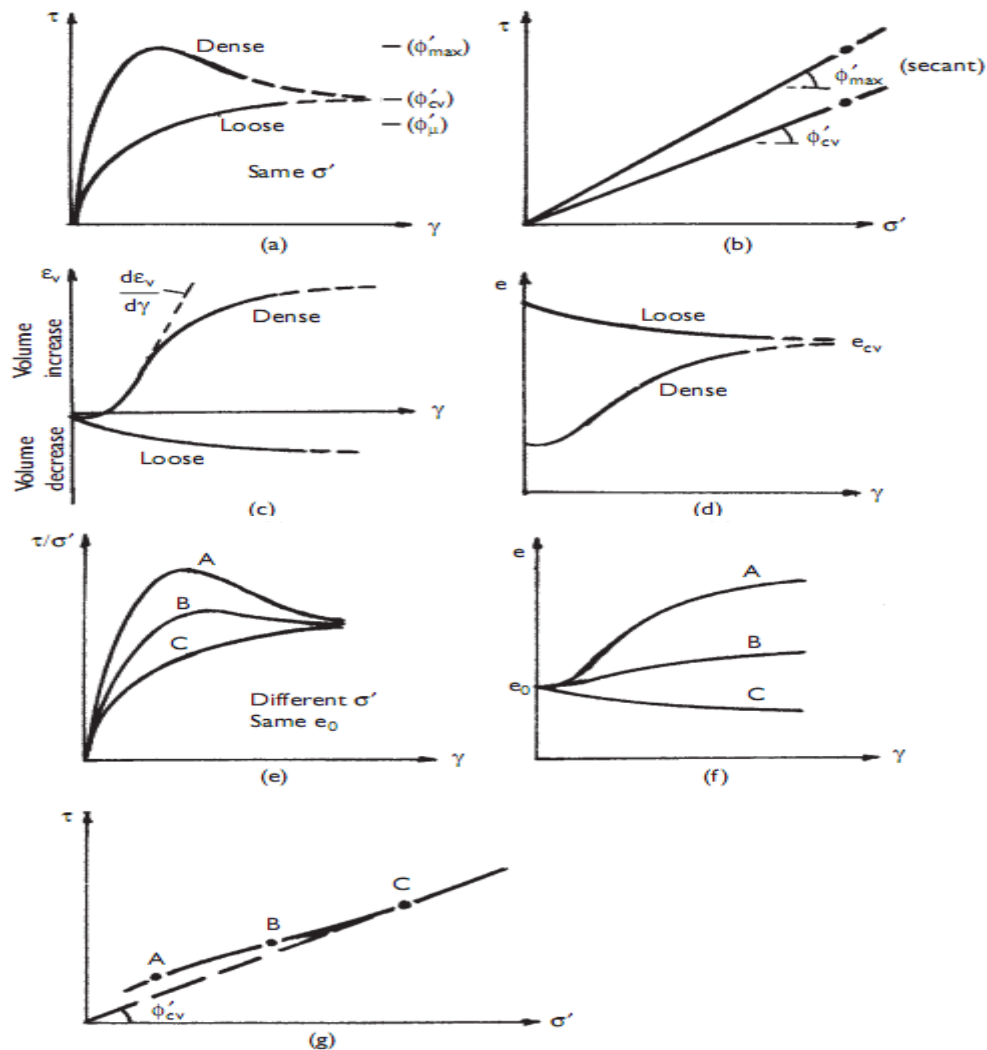 τ
Dense
(ϕ′max)
(ϕ′cv)
(ϕ′μ)
Loose
Same σ′
γ
(a)
τ
ϕ′max (secant)
ϕ′cv
σ′
(b)
εv
dεv
dγ
Dense
Volume increase
γ
Volume decrease
Loose
(c)
e
Loose
ecv
Dense
γ
(d)
τ/σ′
A
B
C
Different σ′
Same e0
γ
(e)
e
A
B
e0
C
γ
(f)
τ
C
B
A
ϕ′cv
σ′
(g)